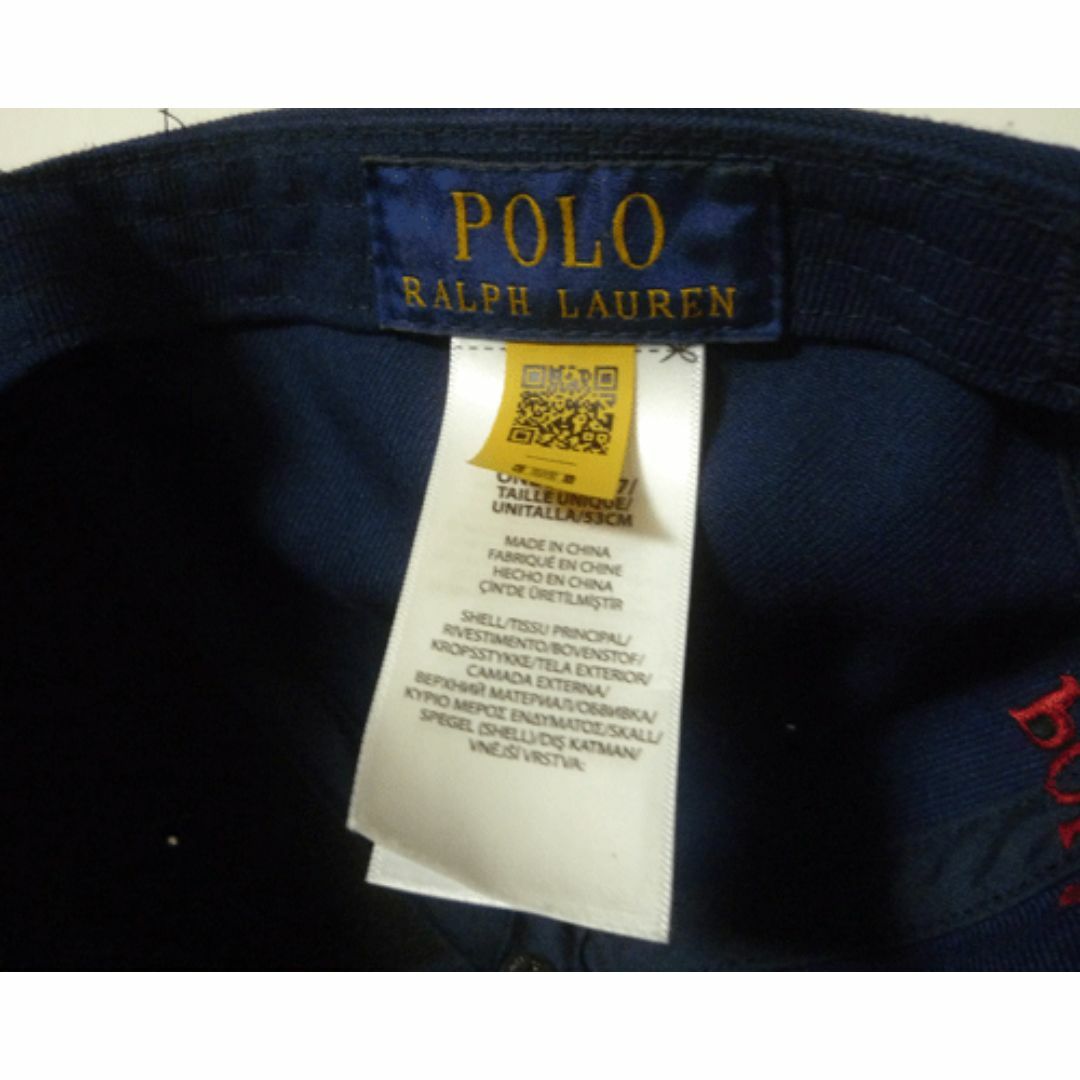 POLO
RALPH LAUREN
TAILLE UNIQUE/
UNITALLA/53CM
MADE IN CHINA
FABRIQUÉ EN CHINE
HECHO EN CHINA
ÇİN'DE ÜRETİLMİŞTİR
SHELL/TISSU PRINCIPAL/
RIVESTIMENTO/BOVENSTOF/
KROPSSTYKKE/TELA EXTERIOR/
CAMADA EXTERNA/
ВЕРХНИЙ МАТЕРИАЛ/ОБВИВКА/
ΚΥΡΙΟ ΜΕΡΟΣ ΕΝΔΥΜΑΤΟΣ/SKALL/
SPEGEL (SHELL)/DIŞ KATMAN/
VNĚJŠÍ VRSTVA: